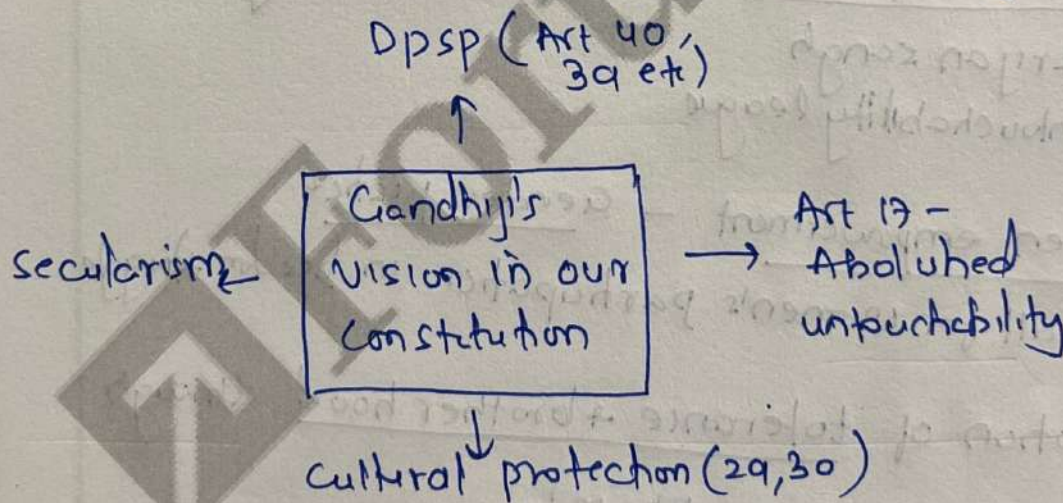 DPSP (Art 40,
39 etc)
Gandhiji's
vision in our
constitution
secularism
Art 17 -
Abolished
untouchability
cultural protection (29,30)